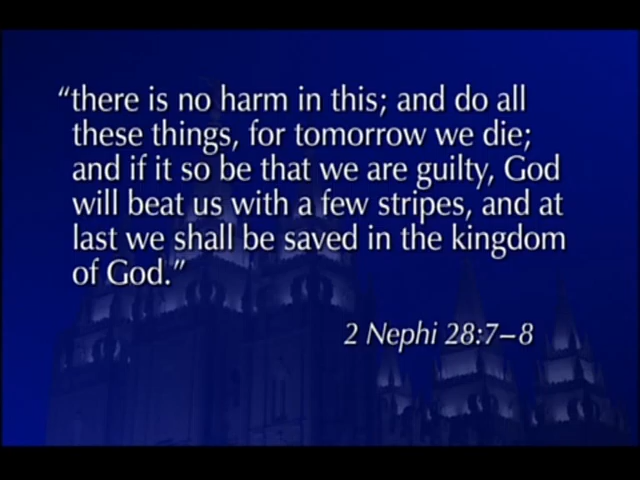 “there is no harm in this; and do all
these things, for tomorrow we die;
and if it so be that we are guilty, God
will beat us with a few stripes, and at
last we shall be saved in the kingdom
of God.”
2 Nephi 28:7–8